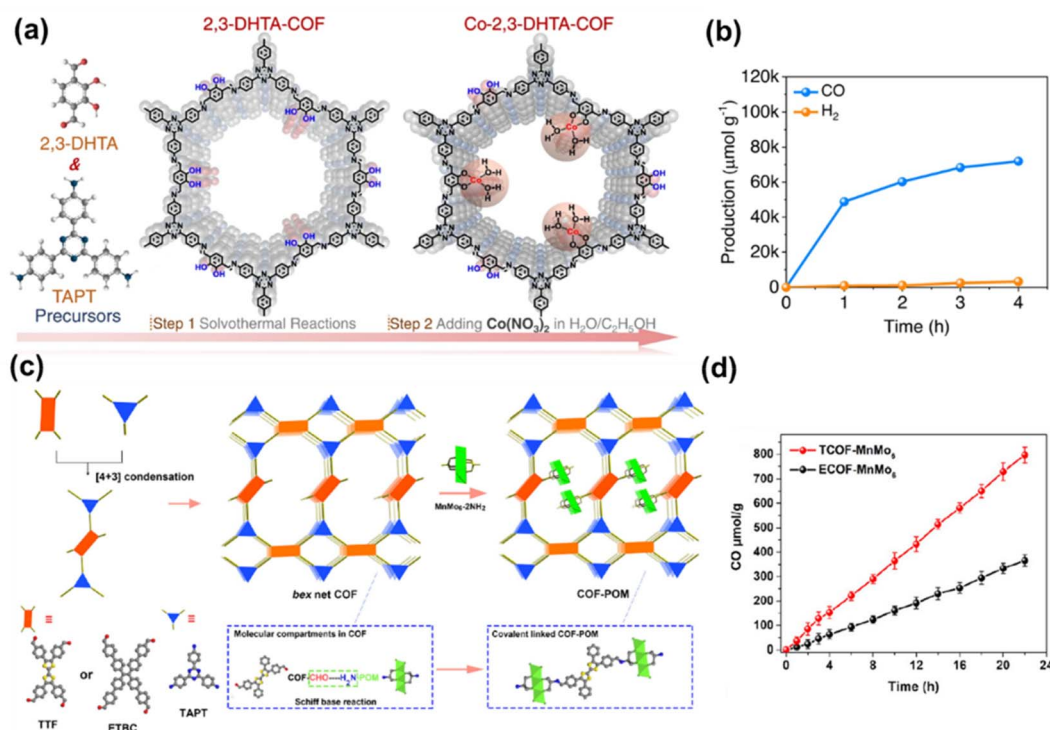 (a)
2,3-DHTA-COF
Co-2,3-DHTA-COF
2,3-DHTA
&
TAPT
Precursors
Step 1 Solvothermal Reactions
Step 2 Adding Co(NO₃)₂ in H₂O/C₂H₅OH
(b)
CO
H₂
Production (μmol g⁻¹)
120k
100k
80k
60k
40k
20k
0
0 1 2 3 4
Time (h)
(c)
[4+3] condensation
MnMo₆-2NH₂
bex net COF
COF-POM
TTF
or
ETBC
TAPT
Molecular compartments in COF
COF-CHO----H₂N-POM
Schiff base reaction
Covalent linked COF-POM
(d)
TCOF-MnMo₆
ECOF-MnMo₆
CO μmol/g
800
700
600
500
400
300
200
100
0
0 4 8 12 16 20 24
Time (h)